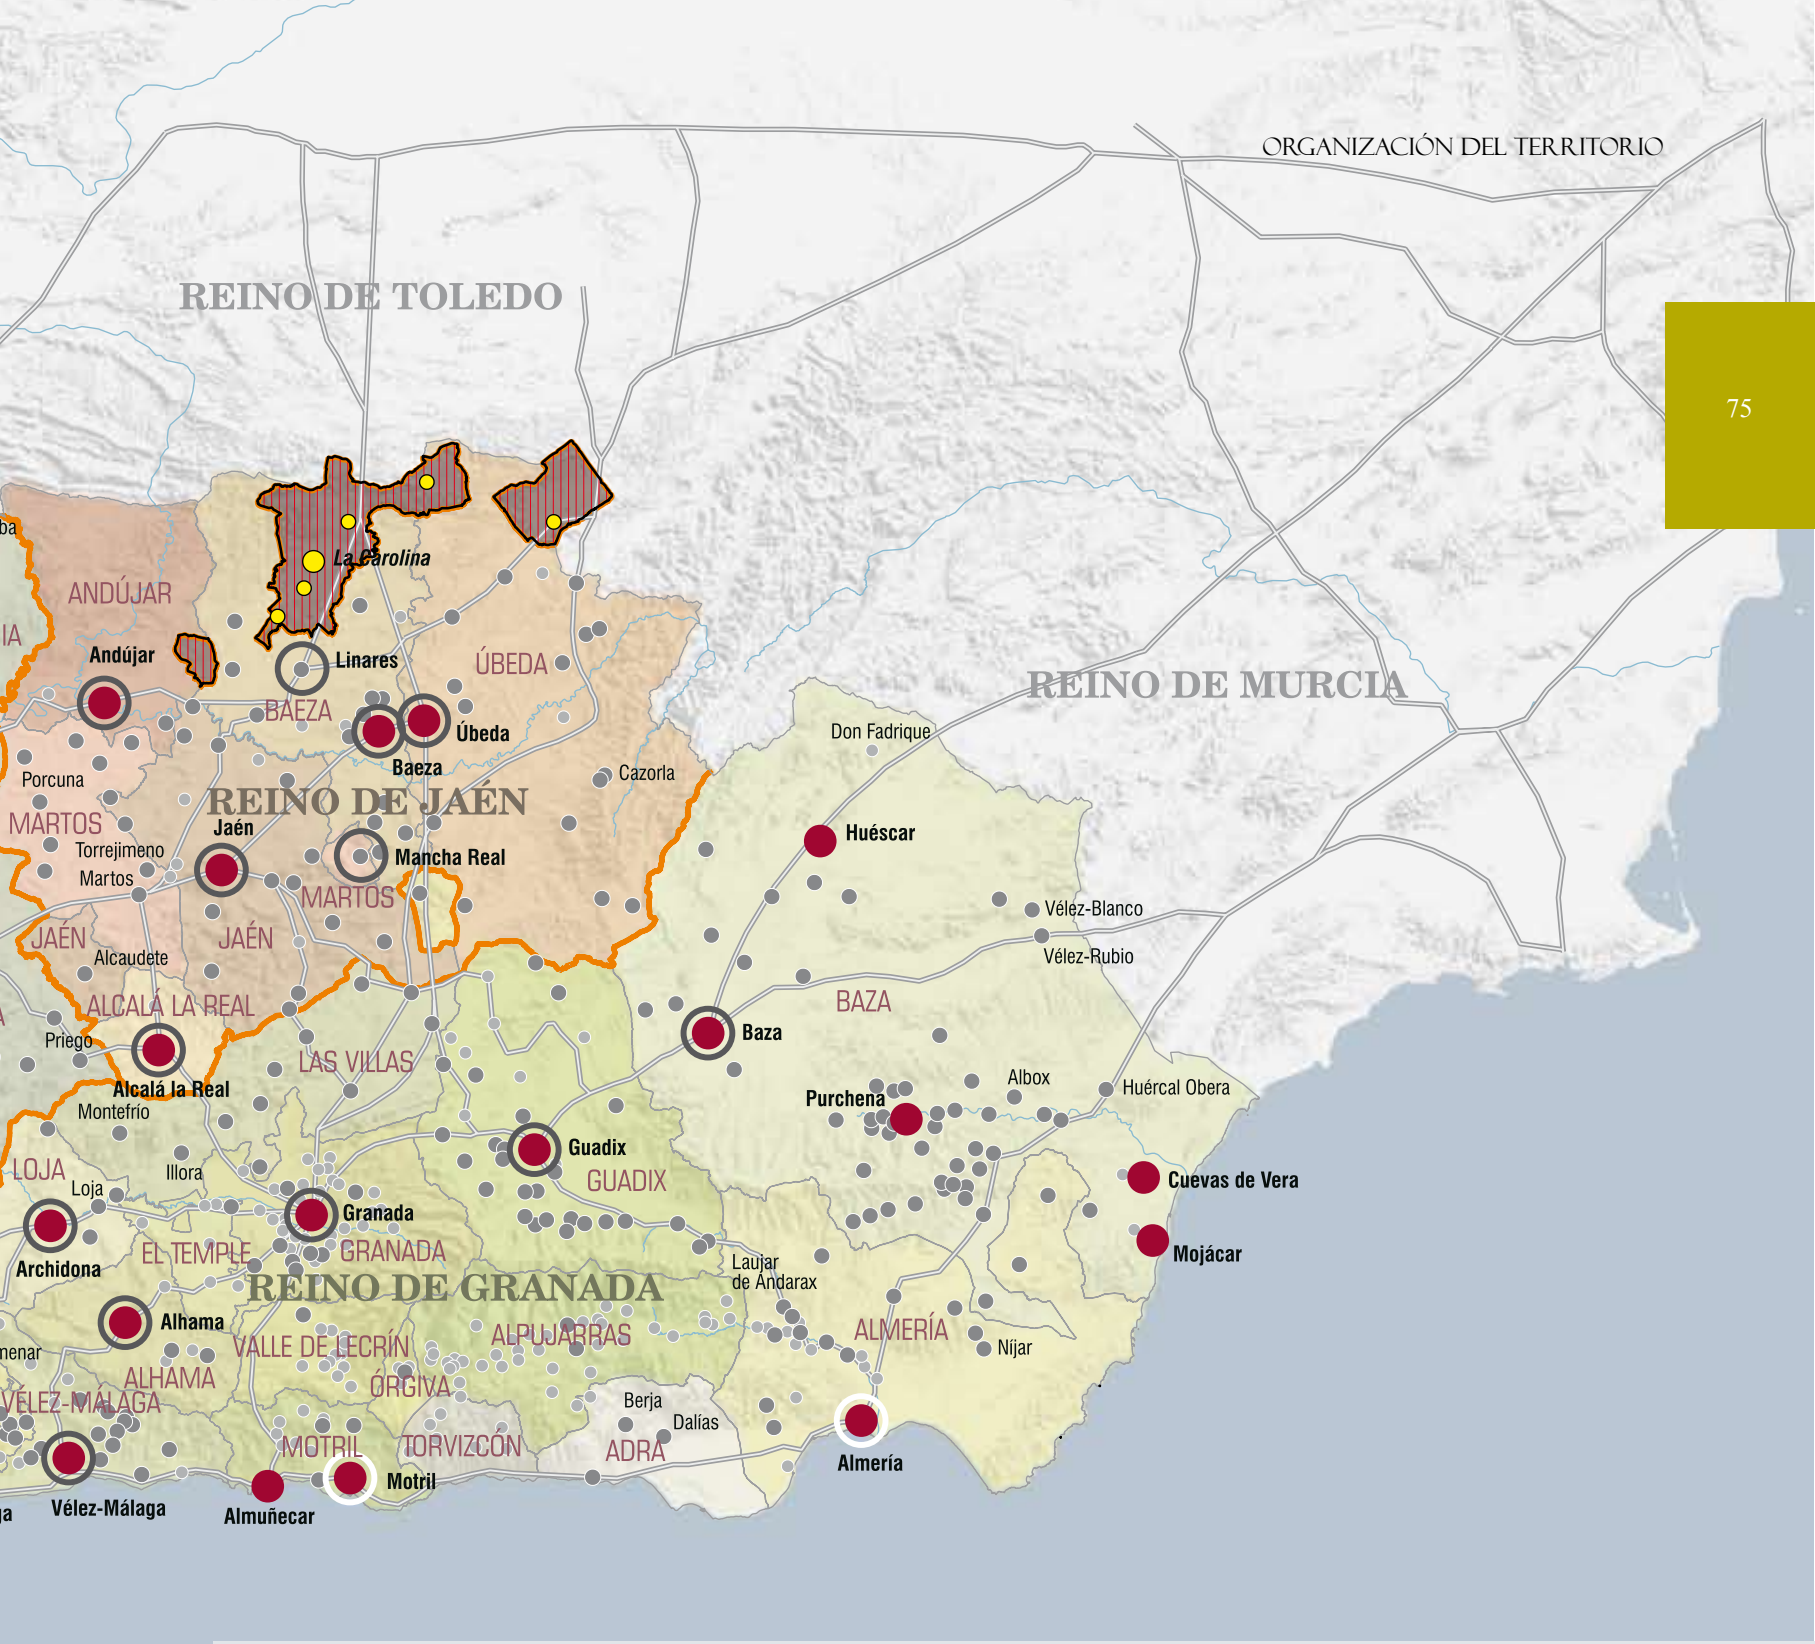 ORGANIZACIÓN DEL TERRITORIO
REINO DE TOLEDO
75
ba
La Carolina
ANDÚJAR
IA
Andújar
Linares
ÚBEDA
REINO DE MURCIA
BAEZA
Úbeda
Don Fadrique
Baeza
Cazorla
Porcuna
REINO DE JAÉN
MARTOS
Jaén
Huéscar
Torrejimeno
Mancha Real
Martos
MARTOS
Vélez-Blanco
JAÉN
JAÉN
Alcaudete
Vélez-Rubio
ALCALÁ LA REAL
BAZA
A
Priego
Baza
LAS VILLAS
Alcalá la Real
Albox
Huércal Obera
Montefrío
Purchena
Guadix
LOJA
Illora
GUADIX
Cuevas de Vera
Loja
Granada
EL TEMPLE
GRANADA
Mojácar
Archidona
Laujar
de Andarax
REINO DE GRANADA
Alhama
ALPUJARRAS
ALMERÍA
VALLE DE LECRÍN
Níjar
menar
ALHAMA
ÓRGIVA
VÉLEZ-MÁLAGA
Berja
Dalías
MOTRIL
TORVIZCÓN
ADRA
Almería
Motril
Vélez-Málaga
ga
Almuñecar